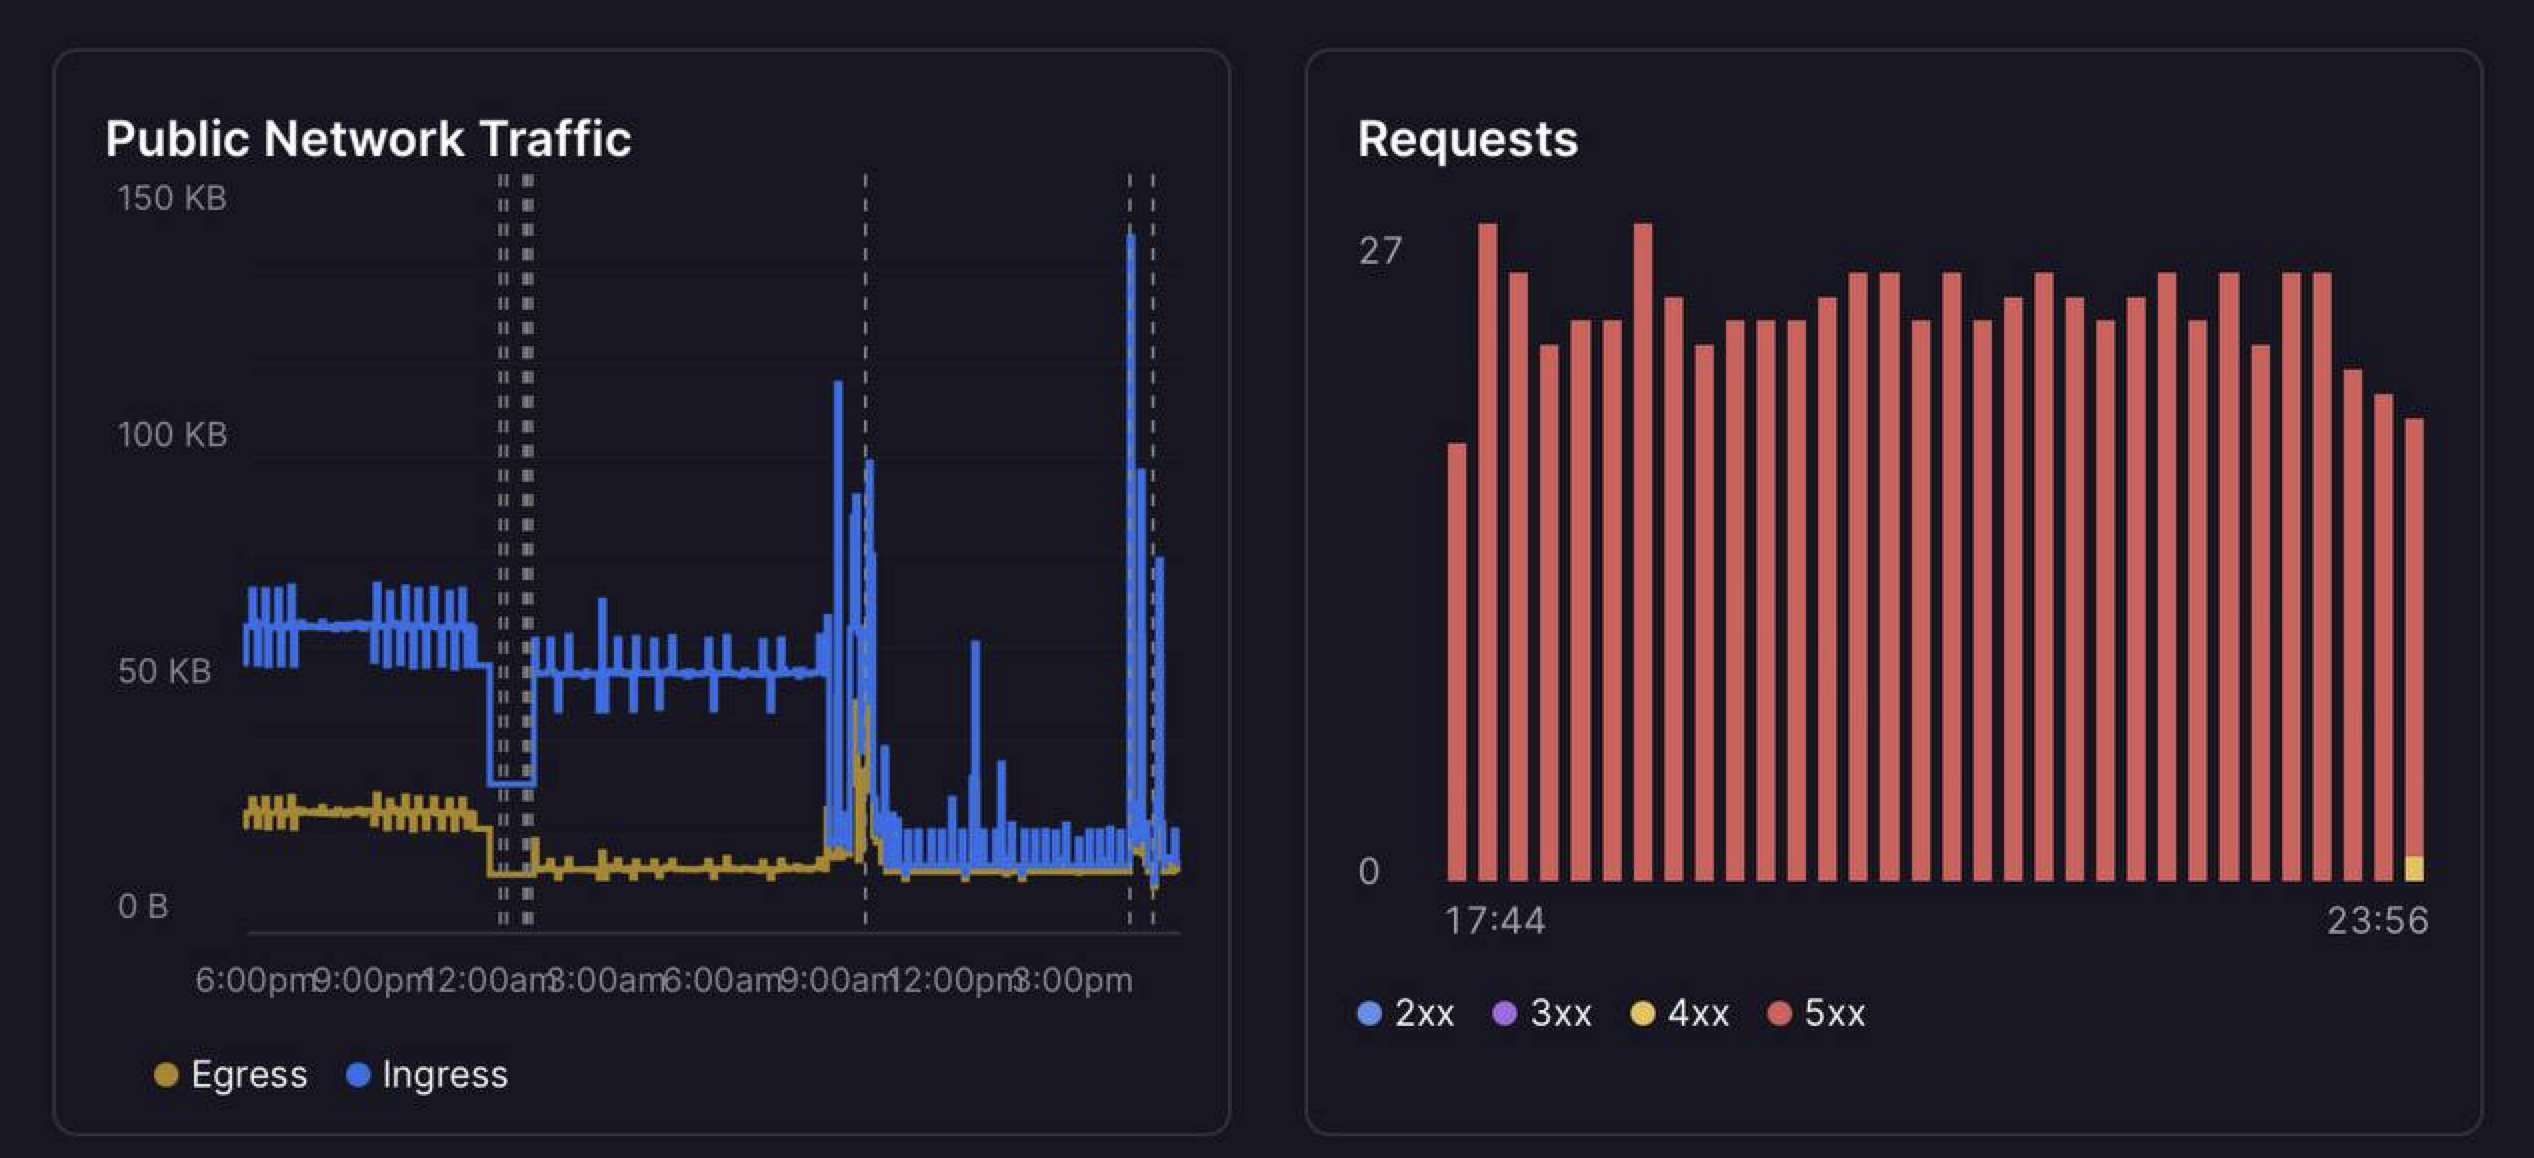 Public Network Traffic
150 KB
100 KB
50 KB
0 B
6:00pm 9:00pm 12:00am 3:00am 6:00am 9:00am 12:00pm 3:00pm
Egress Ingress
Requests
27
0
17:44 23:56
2xx 3xx 4xx 5xx